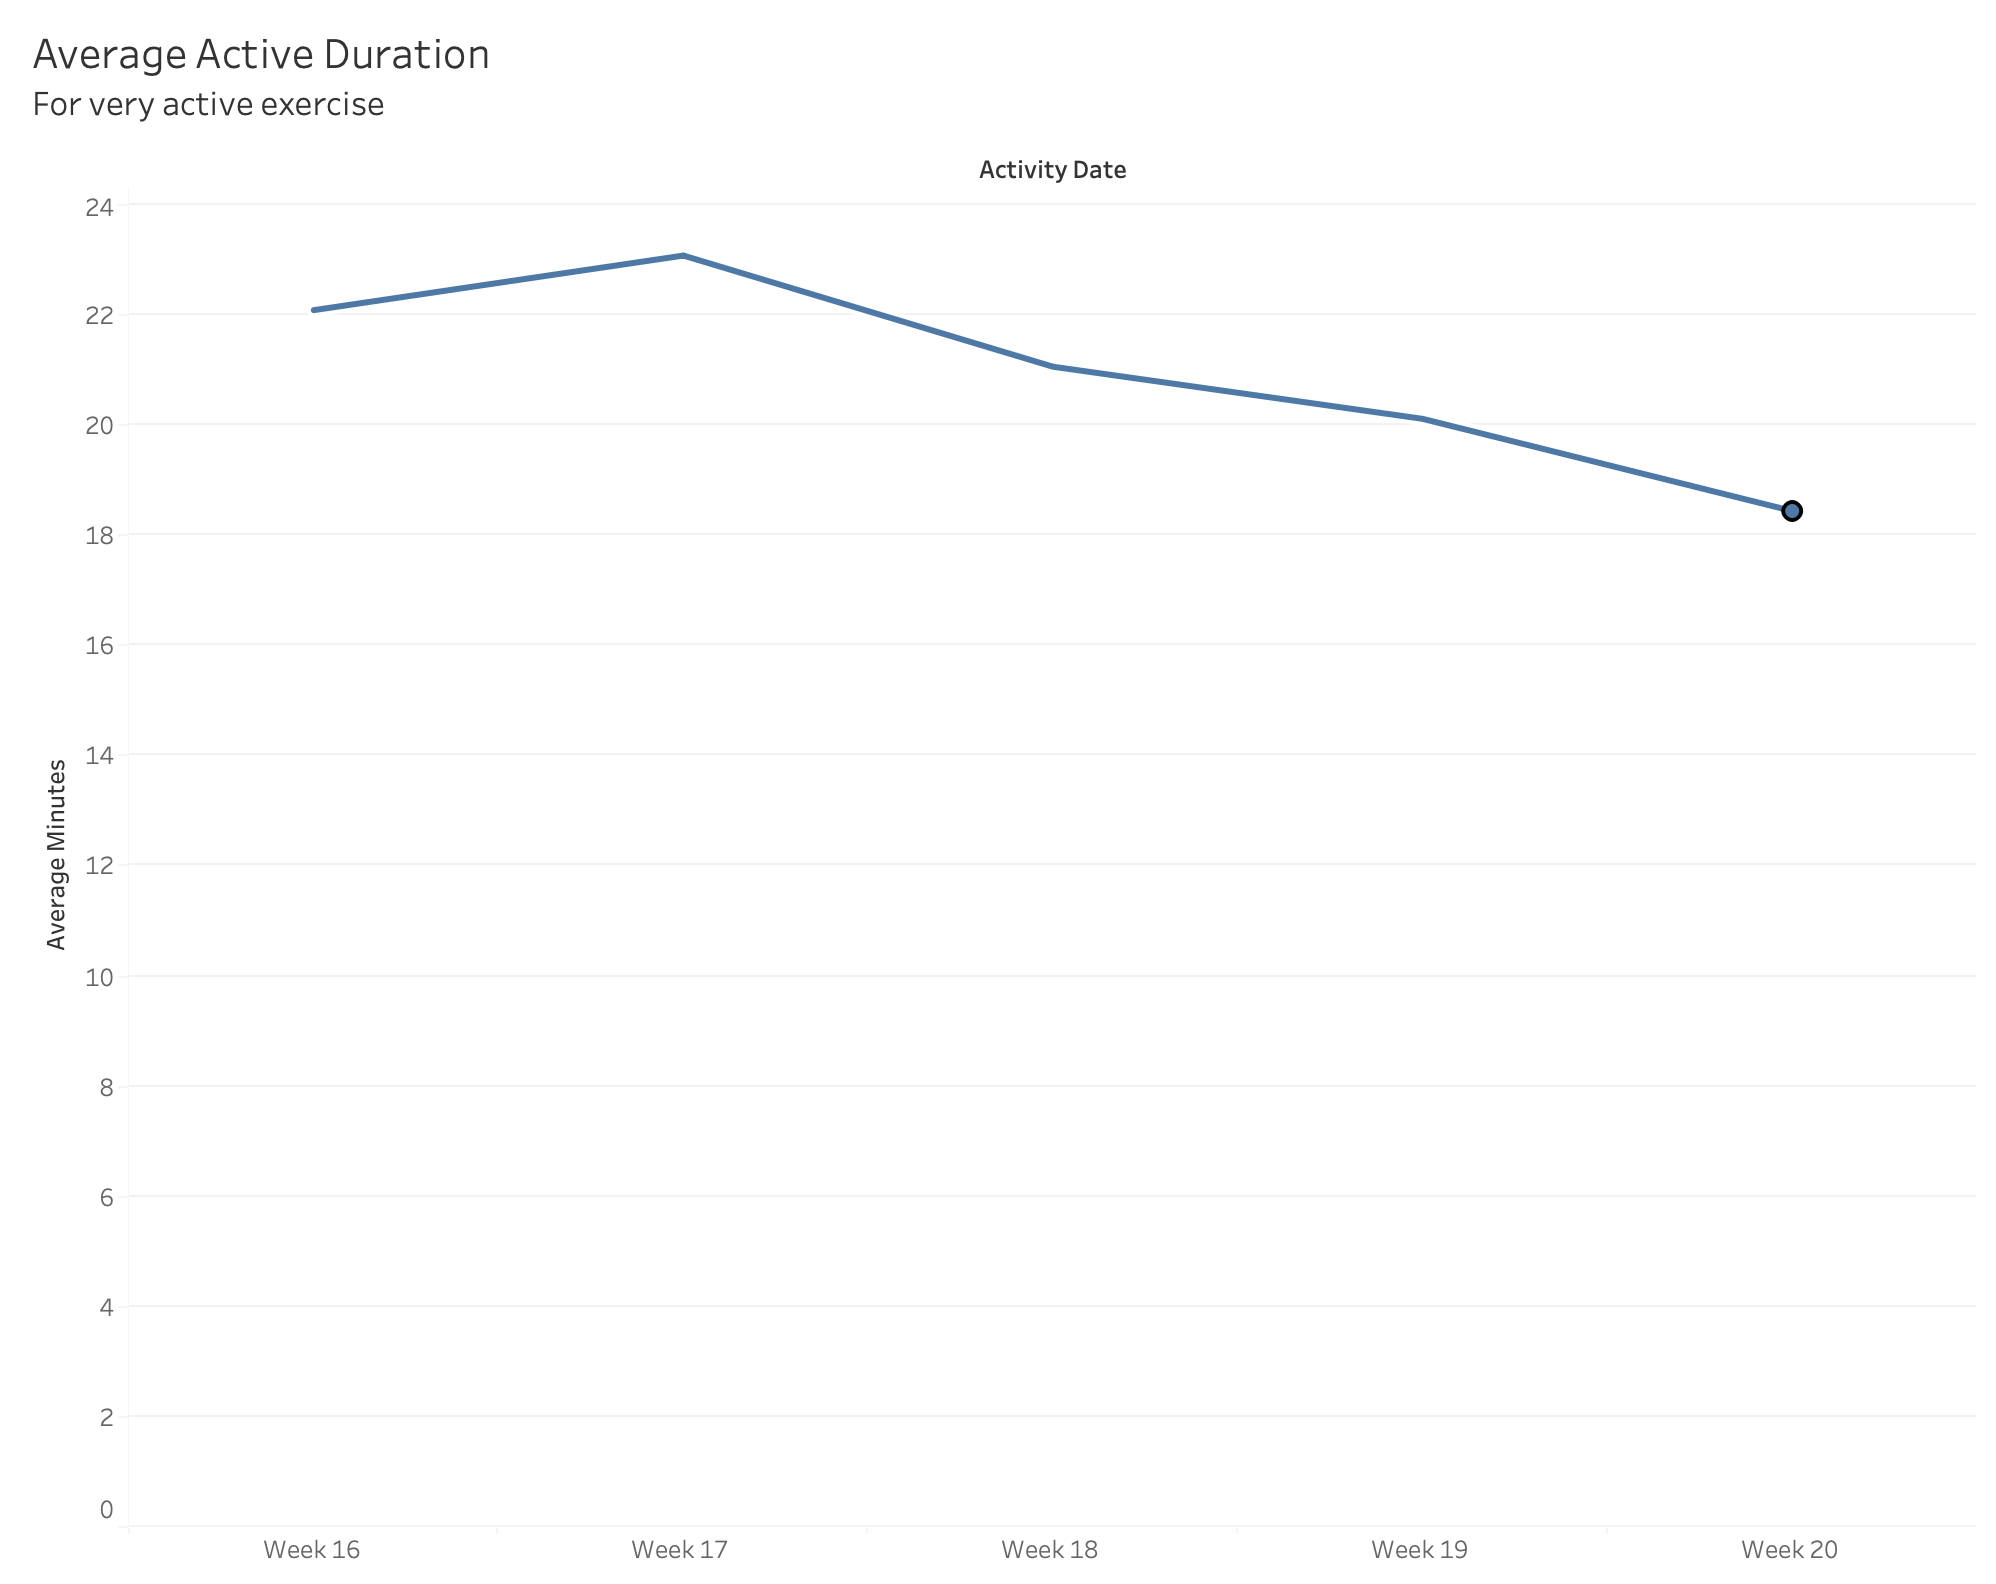 Average Active Duration
For very active exercise
Activity Date
24
22
20
18
16
14
12
10
8
6
4
2
0
Average Minutes
Week 16 Week 17 Week 18 Week 19 Week 20